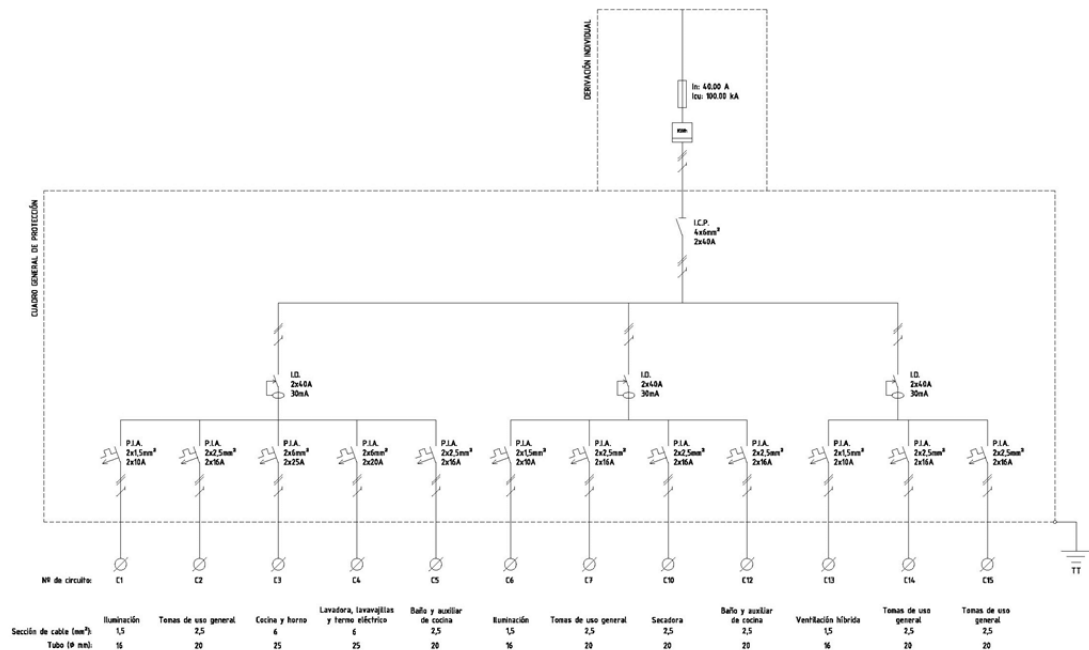 DERIVACIÓN INDIVIDUAL
In: 40.00 A
Icu: 100.00 kA
CUADRO GENERAL DE PROTECCIÓN
I.C.P.
4x6mm²
2x40A
I.D.
2x40A
30mA
I.D.
2x40A
30mA
I.D.
2x40A
30mA
P.I.A.
2x1,5mm²
2x10A
P.I.A.
2x2,5mm²
2x16A
P.I.A.
2x6mm²
2x25A
P.I.A.
2x6mm²
2x20A
P.I.A.
2x2,5mm²
2x16A
P.I.A.
2x1,5mm²
2x10A
P.I.A.
2x2,5mm²
2x16A
P.I.A.
2x2,5mm²
2x16A
P.I.A.
2x2,5mm²
2x16A
P.I.A.
2x1,5mm²
2x10A
P.I.A.
2x2,5mm²
2x16A
P.I.A.
2x2,5mm²
2x16A
TT
Nº de circuito: C1 C2 C3 C4 C5 C6 C7 C10 C12 C13 C14 C15
Iluminación
Tomas de uso general
Cocina y horno
Lavadora, lavavajillas
y termo eléctrico
Baño y auxiliar
de cocina
Iluminación
Tomas de uso general
Secadora
Baño y auxiliar
de cocina
Ventilación híbrida
Tomas de uso
general
Tomas de uso
general
Sección de cable (mm²): 1,5 2,5 6 6 2,5 1,5 2,5 2,5 2,5 1,5 2,5 2,5
Tubo (Ø mm): 16 20 25 25 20 16 20 20 20 16 20 20